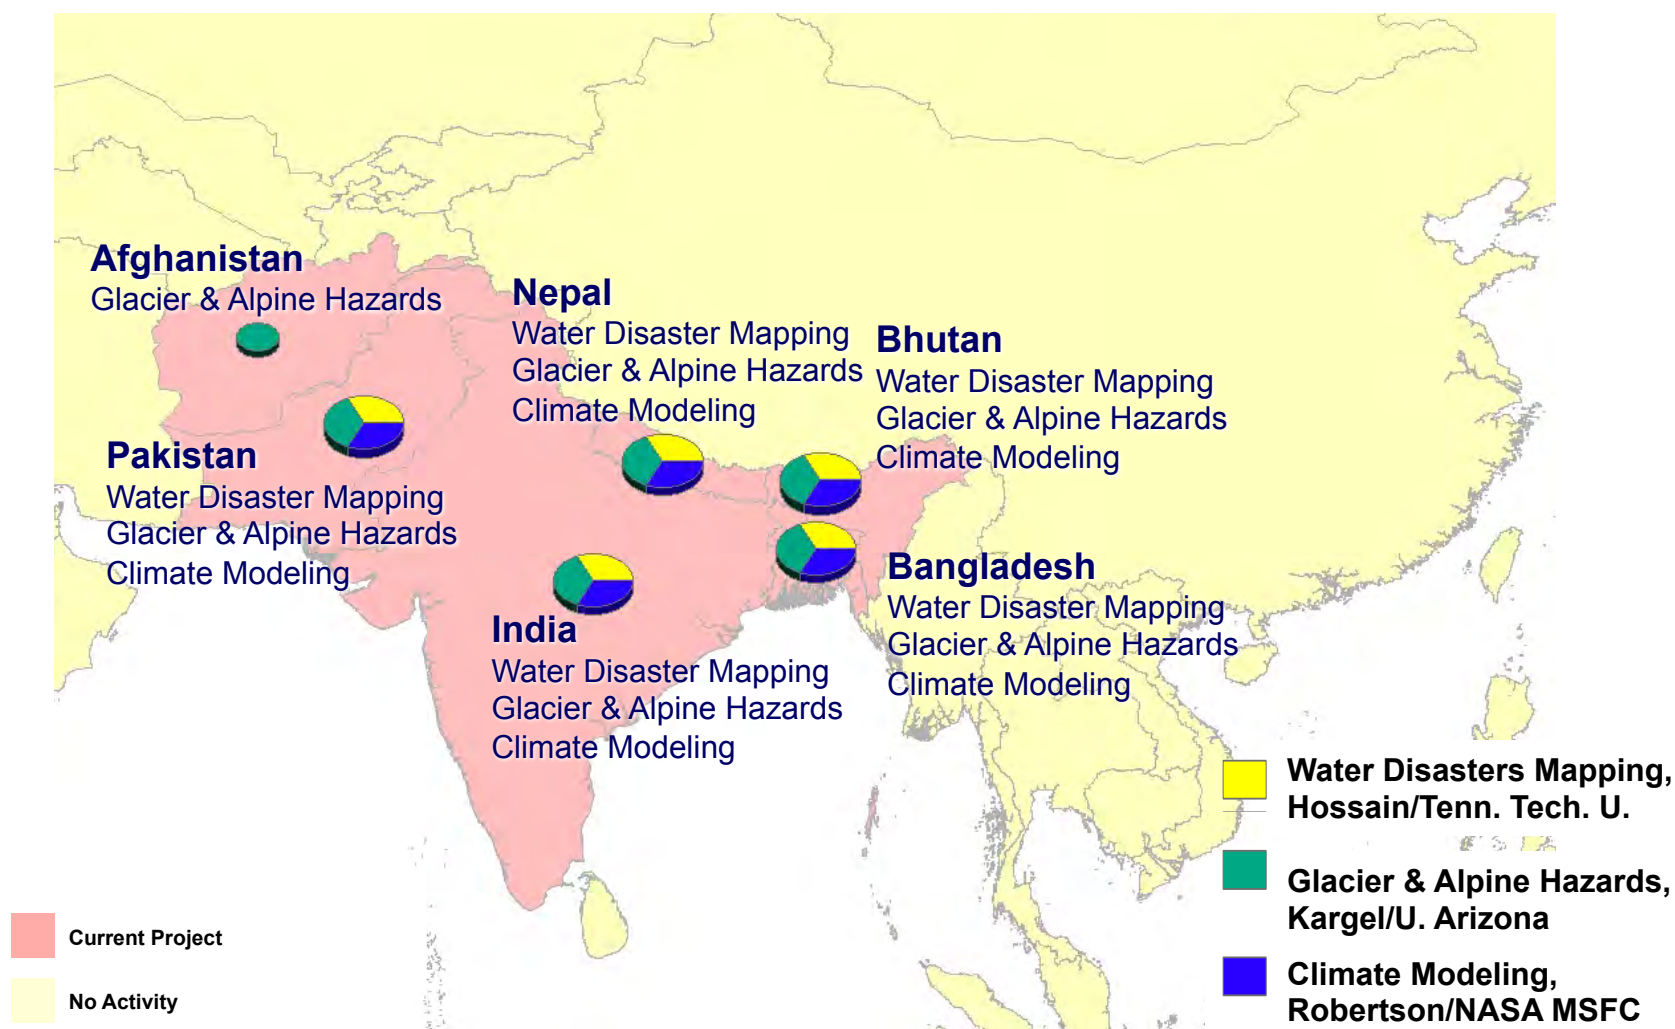 Afghanistan
Glacier & Alpine Hazards
Nepal
Water Disaster Mapping
Glacier & Alpine Hazards
Climate Modeling
Bhutan
Water Disaster Mapping
Glacier & Alpine Hazards
Climate Modeling
Pakistan
Water Disaster Mapping
Glacier & Alpine Hazards
Climate Modeling
Bangladesh
Water Disaster Mapping
Glacier & Alpine Hazards
Climate Modeling
India
Water Disaster Mapping
Glacier & Alpine Hazards
Climate Modeling
Water Disasters Mapping,
Hossain/Tenn. Tech. U.
Glacier & Alpine Hazards,
Kargel/U. Arizona
Climate Modeling,
Robertson/NASA MSFC
Current Project
No Activity